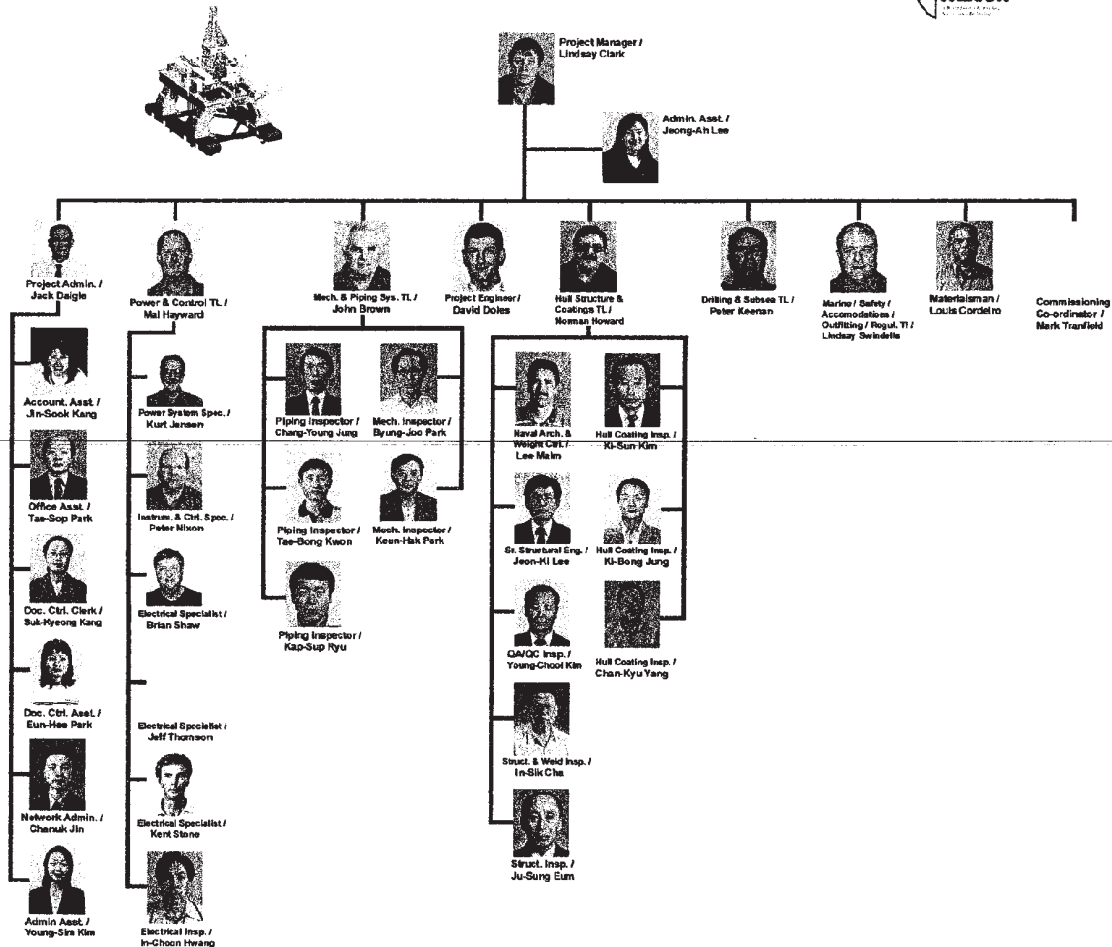 Project Manager /
Lindsay Clark
Admin. Asst. /
Jeong-Ah Lee
Project Admin. /
Jack Daigle
Power & Control TL /
Mal Hayward
Mech. & Piping Sys. TL /
John Brown
Project Engineer /
David Doles
Hull Structure &
Coatings TL /
Norman Howard
Drilling & Subsea TL /
Peter Keenan
Marine / Safety /
Accomodations /
Outfitting / Regul. TL /
Lindsay Swindells
Materialsman /
Louis Cordeiro
Commissioning
Co-ordinator /
Mark Tranfield
Account. Asst. /
Jin-Sook Kang
Office Asst. /
Tae-Sop Park
Doc. Ctrl. Clerk /
Suk-Hyeong Kang
Doc. Ctrl. Asst. /
Eun-Hee Park
Network Admin. /
Chanuk Jin
Admin Asst. /
Young-Sim Kim
Power System Spec. /
Kurt Jensen
Instrum. & Ctrl. Spec. /
Peter Nixon
Electrical Specialist /
Brian Shaw
Electrical Specialist /
Jeff Thomson
Electrical Specialist /
Kent Stone
Electrical Insp. /
In-Choon Hwang
Piping Inspector /
Chang-Young Jung
Mech. Inspector /
Byung-Joo Park
Piping Inspector /
Tae-Bong Kwon
Mech. Inspector /
Keun-Hak Park
Piping Inspector /
Kap-Sup Ryu
Naval Arch. &
Weight Ctrl. /
Lee Malm
Hull Coating Insp. /
Ki-Sun Kim
Sr. Structural Eng. /
Jeon-Ki Lee
Hull Coating Insp. /
Ki-Bong Jung
QA/QC Insp. /
Young-Chool Kim
Hull Coating Insp. /
Chan-Kyu Yang
Struct. & Weld Insp. /
In-Sik Cha
Struct. Insp. /
Ju-Sung Eum